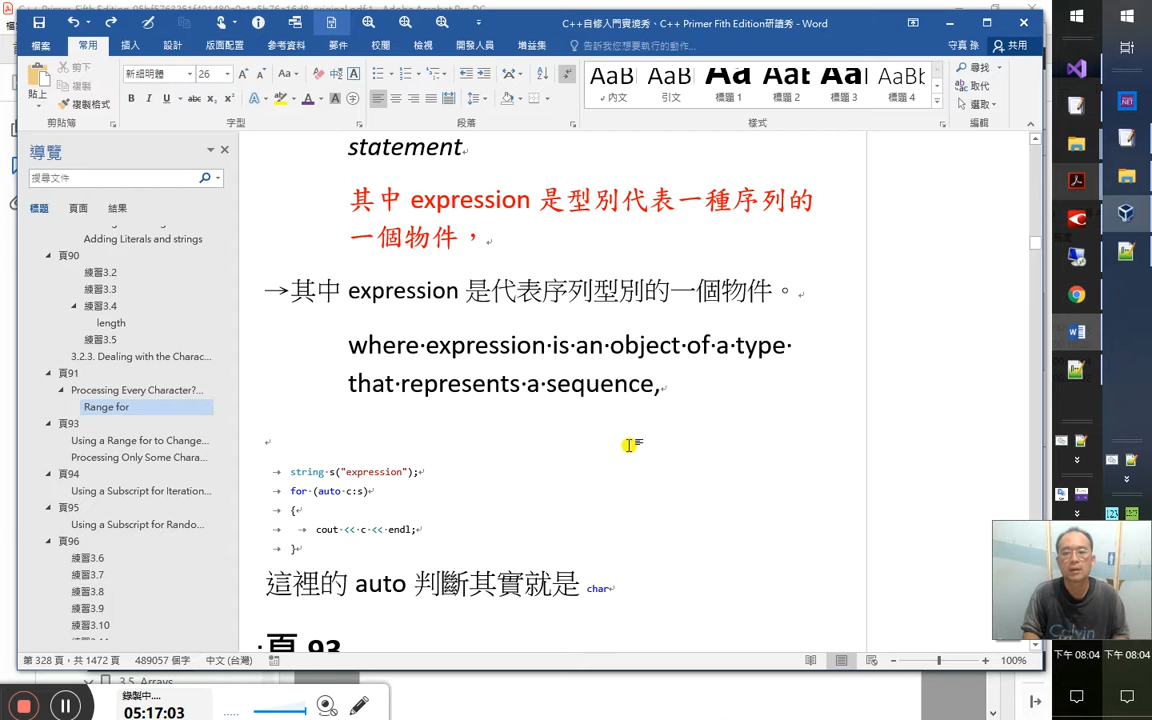 C++自修入門實境秀、C++ Primer Fith Edition研讀秀 - Word
檔案 常用 插入 設計 版面配置 參考資料 郵件 校閱 檢視 開發人員 增益集 告訴我您想要執行的動作... 守真 孫 共用
貼上
剪下
複製
複製格式
新細明體 26
內文 引文 標題 1 標題 2 標題 3 標題 4
尋找
取代
選取
剪貼簿 字型 段落 樣式 編輯
導覽
搜尋文件
標題 頁面 結果
Adding Literals and strings
頁90
練習3.2
練習3.3
練習3.4
length
練習3.5
3.2.3. Dealing with the Charac...
頁91
Processing Every Character?...
Range for
頁93
Using a Range for to Change...
Processing Only Some Chara...
頁94
Using a Subscript for Iteration...
頁95
Using a Subscript for Rando...
頁96
練習3.6
練習3.7
練習3.8
練習3.9
練習3.10
statement
其中 expression 是型別代表一種序列的
一個物件，
→其中 expression 是代表序列型別的一個物件。
where expression is an object of a type
that represents a sequence,
string s("expression");
for (auto c:s)
{
cout << c << endl;
}
這裡的 auto 判斷其實就是 char
頁 93
第 328 頁，共 1472 頁 489057 個字 中文 (台灣) 100%
3.5. Arrays
錄製中....
05:17:03
下午 08:04 下午 08:04